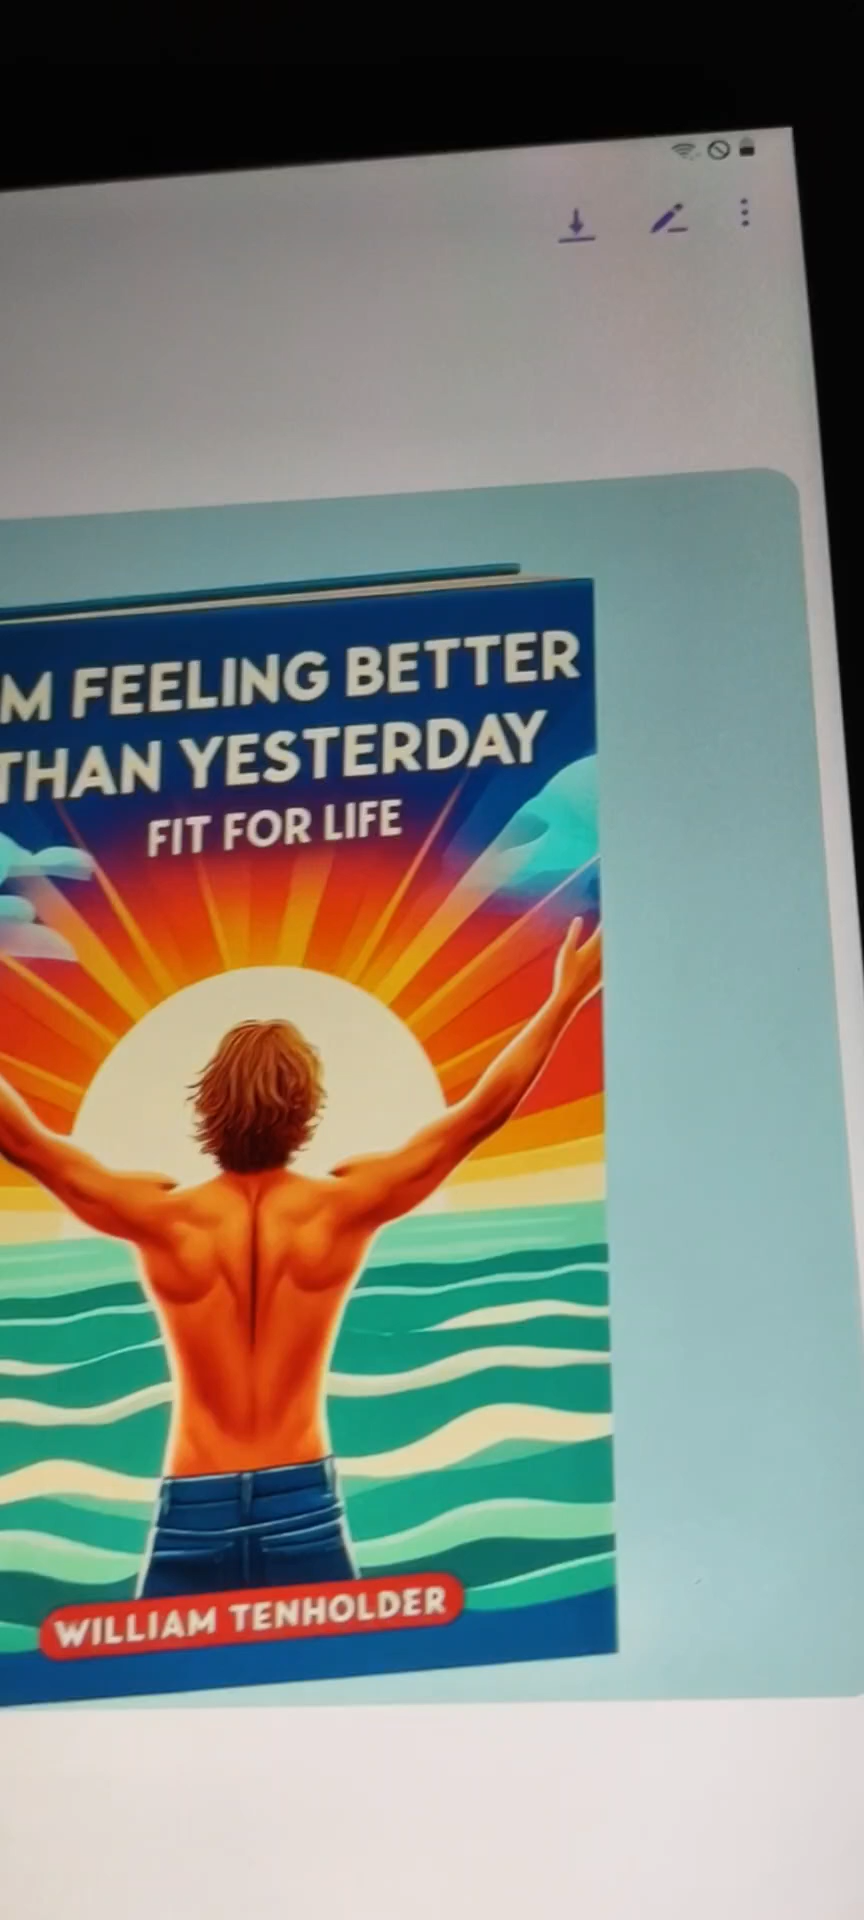 M FEELING BETTER
THAN YESTERDAY
FIT FOR LIFE
WILLIAM TENHOLDER